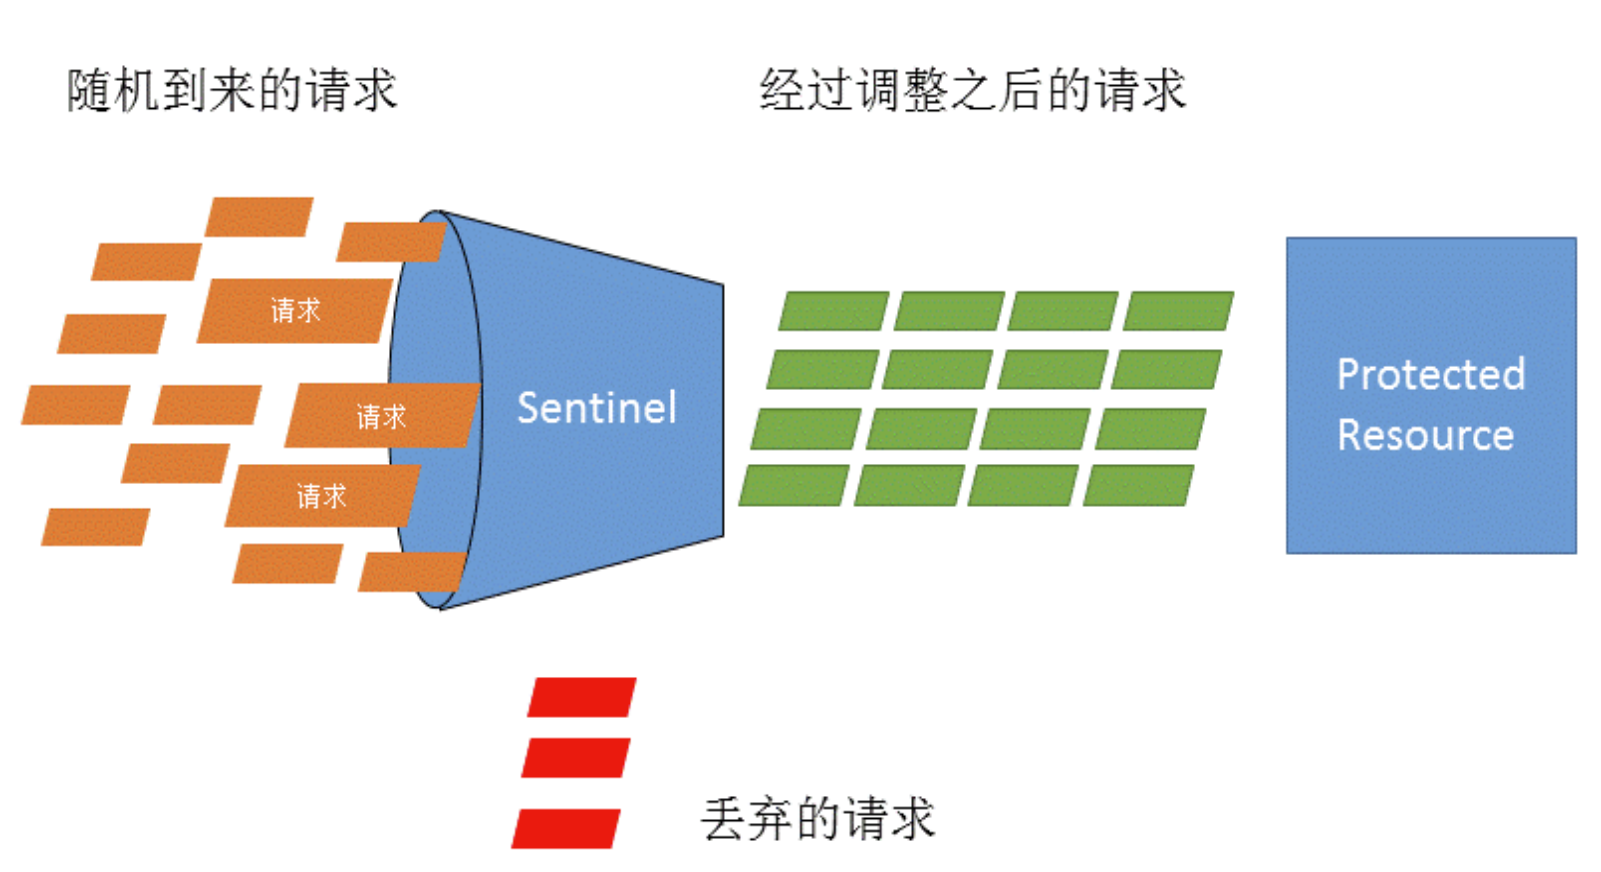 随机到来的请求
经过调整之后的请求
请求
请求
请求
Sentinel
Protected
Resource
丢弃的请求